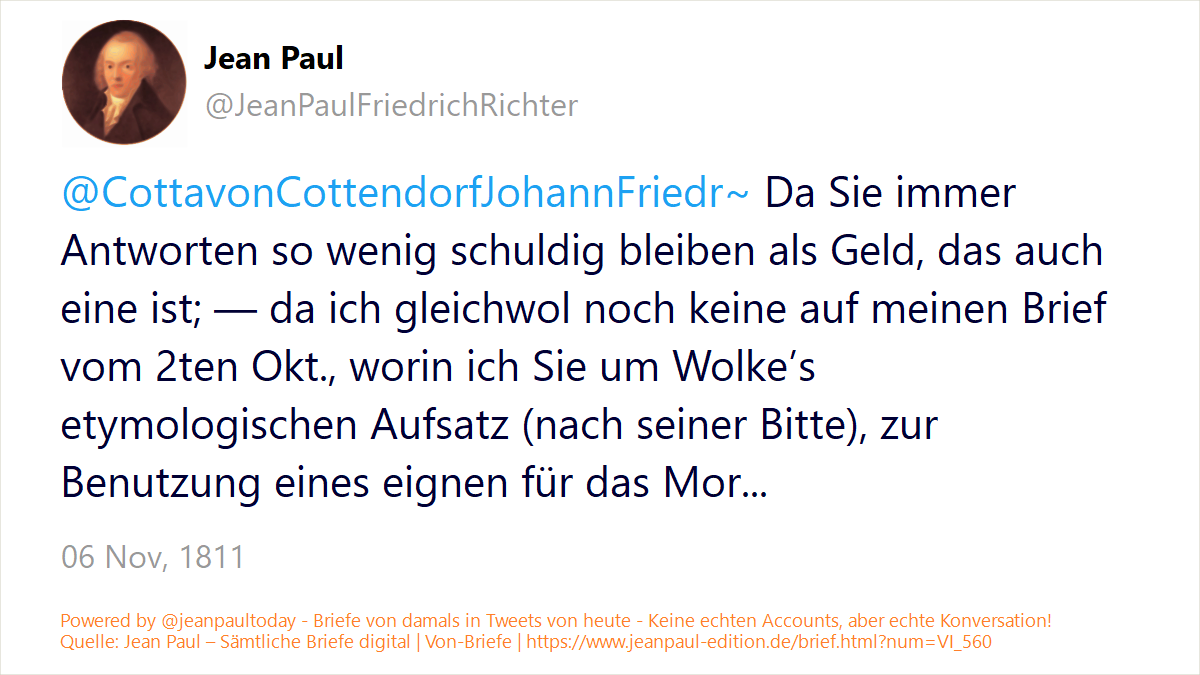 Jean Paul
@JeanPaulFriedrichRichter
@CottavonCottendorfJohannFriedr~ Da Sie immer
Antworten so wenig schuldig bleiben als Geld, das auch
eine ist; — da ich gleichwol noch keine auf meinen Brief
vom 2ten Okt., worin ich Sie um Wolke’s
etymologischen Aufsatz (nach seiner Bitte), zur
Benutzung eines eignen für das Mor...
06 Nov, 1811
Powered by @jeanpaultoday - Briefe von damals in Tweets von heute - Keine echten Accounts, aber echte Konversation!
Quelle: Jean Paul – Sämtliche Briefe digital | Von-Briefe | https://www.jeanpaul-edition.de/brief.html?num=VI_560